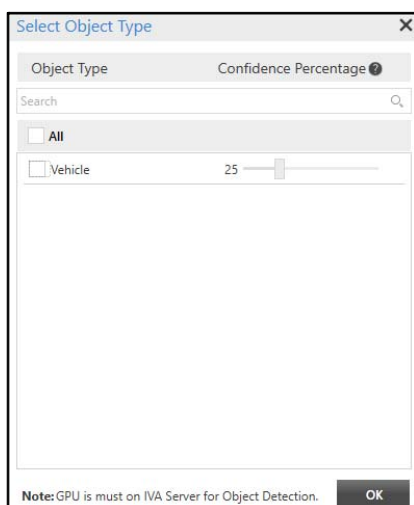 Select Object Type
Object Type Confidence Percentage
Search
All
Vehicle 25
Note: GPU is must on IVA Server for Object Detection. OK